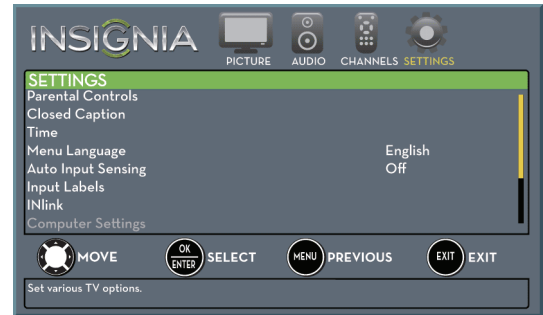 INSIGNIA
PICTURE AUDIO CHANNELS SETTINGS
SETTINGS
Parental Controls
Closed Caption
Time
Menu Language English
Auto Input Sensing Off
Input Labels
INlink
Computer Settings
MOVE OK ENTER SELECT MENU PREVIOUS EXIT EXIT
Set various TV options.